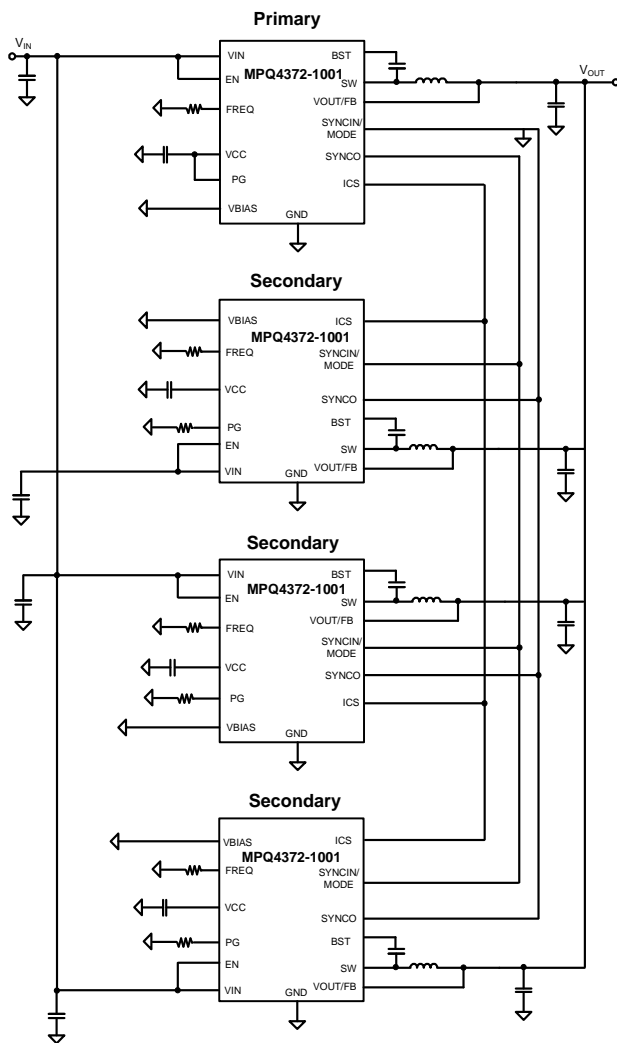 Primary
VIN
VOUT
MPQ4372-1001
VIN
EN
FREQ
VCC
PG
VBIAS
GND
BST
SW
VOUT/FB
SYNCIN/
MODE
SYNCO
ICS
Secondary
MPQ4372-1001
VBIAS
FREQ
VCC
PG
EN
VIN
GND
ICS
SYNCIN/
MODE
SYNCO
BST
SW
VOUT/FB
Secondary
MPQ4372-1001
VIN
EN
FREQ
VCC
PG
VBIAS
GND
BST
SW
VOUT/FB
SYNCIN/
MODE
SYNCO
ICS
Secondary
MPQ4372-1001
VBIAS
FREQ
VCC
PG
EN
VIN
GND
ICS
SYNCIN/
MODE
SYNCO
BST
SW
VOUT/FB